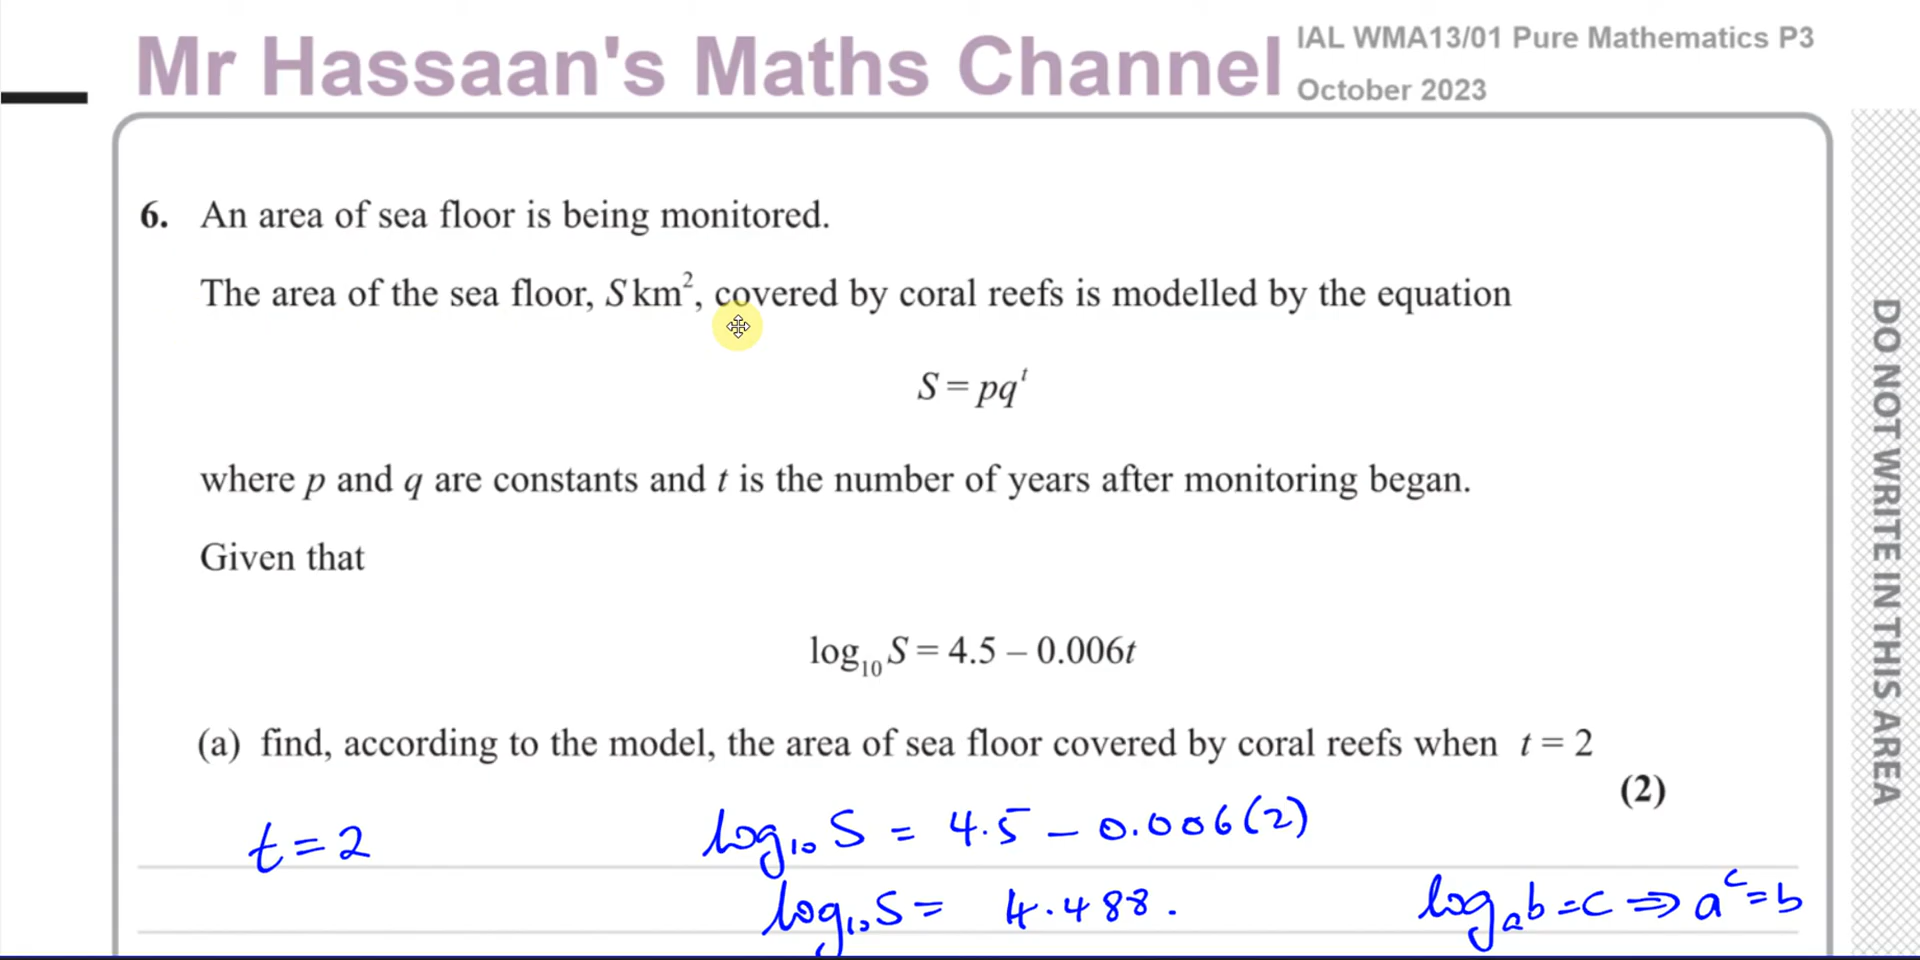 Mr Hassaan's Maths Channel
IAL WMA13/01 Pure Mathematics P3
October 2023
6. An area of sea floor is being monitored.
The area of the sea floor, S km², covered by coral reefs is modelled by the equation
S = pqᵗ
where p and q are constants and t is the number of years after monitoring began.
Given that
log₁₀ S = 4.5 – 0.006t
(a) find, according to the model, the area of sea floor covered by coral reefs when t = 2
(2)
t = 2
log₁₀ S = 4.5 – 0.006(2)
log₁₀ S = 4.488.
logₐb = c ⇒ aᶜ = b
DO NOT WRITE IN THIS AREA